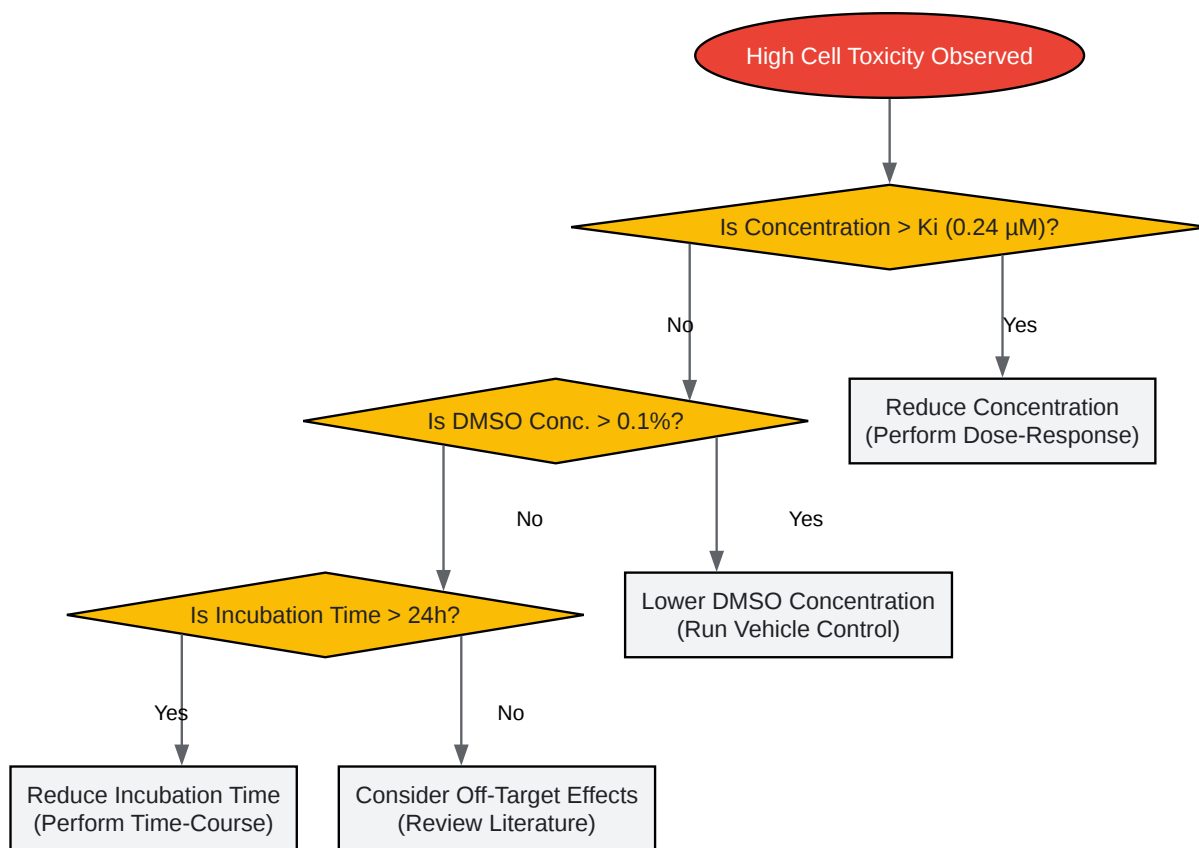 High Cell Toxicity Observed
Is Concentration > Ki (0.24 µM)?
No
Yes
Reduce Concentration
(Perform Dose-Response)
Is DMSO Conc. > 0.1%?
No
Yes
Lower DMSO Concentration
(Run Vehicle Control)
Is Incubation Time > 24h?
Yes
No
Reduce Incubation Time
(Perform Time-Course)
Consider Off-Target Effects
(Review Literature)